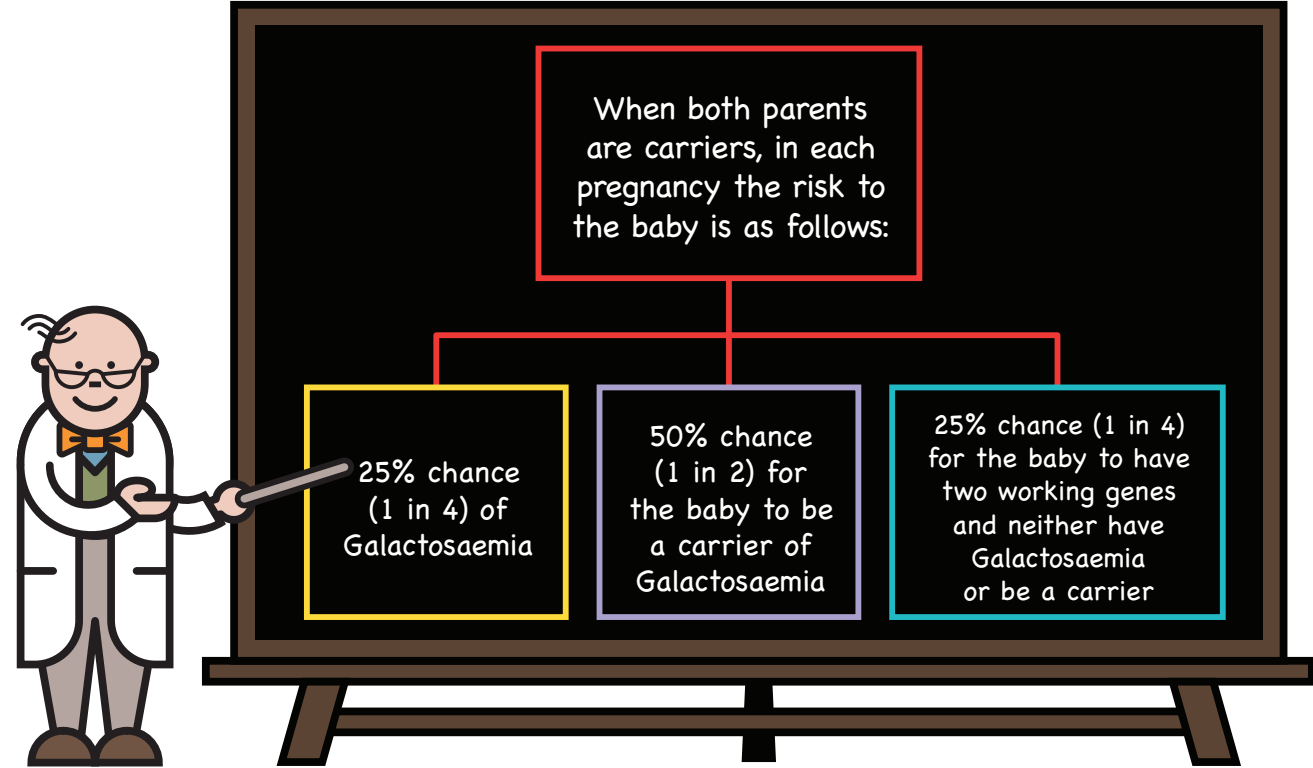 When both parents
are carriers, in each
pregnancy the risk to
the baby is as follows:
25% chance
(1 in 4) of
Galactosaemia
50% chance
(1 in 2) for
the baby to be
a carrier of
Galactosaemia
25% chance (1 in 4)
for the baby to have
two working genes
and neither have
Galactosaemia
or be a carrier